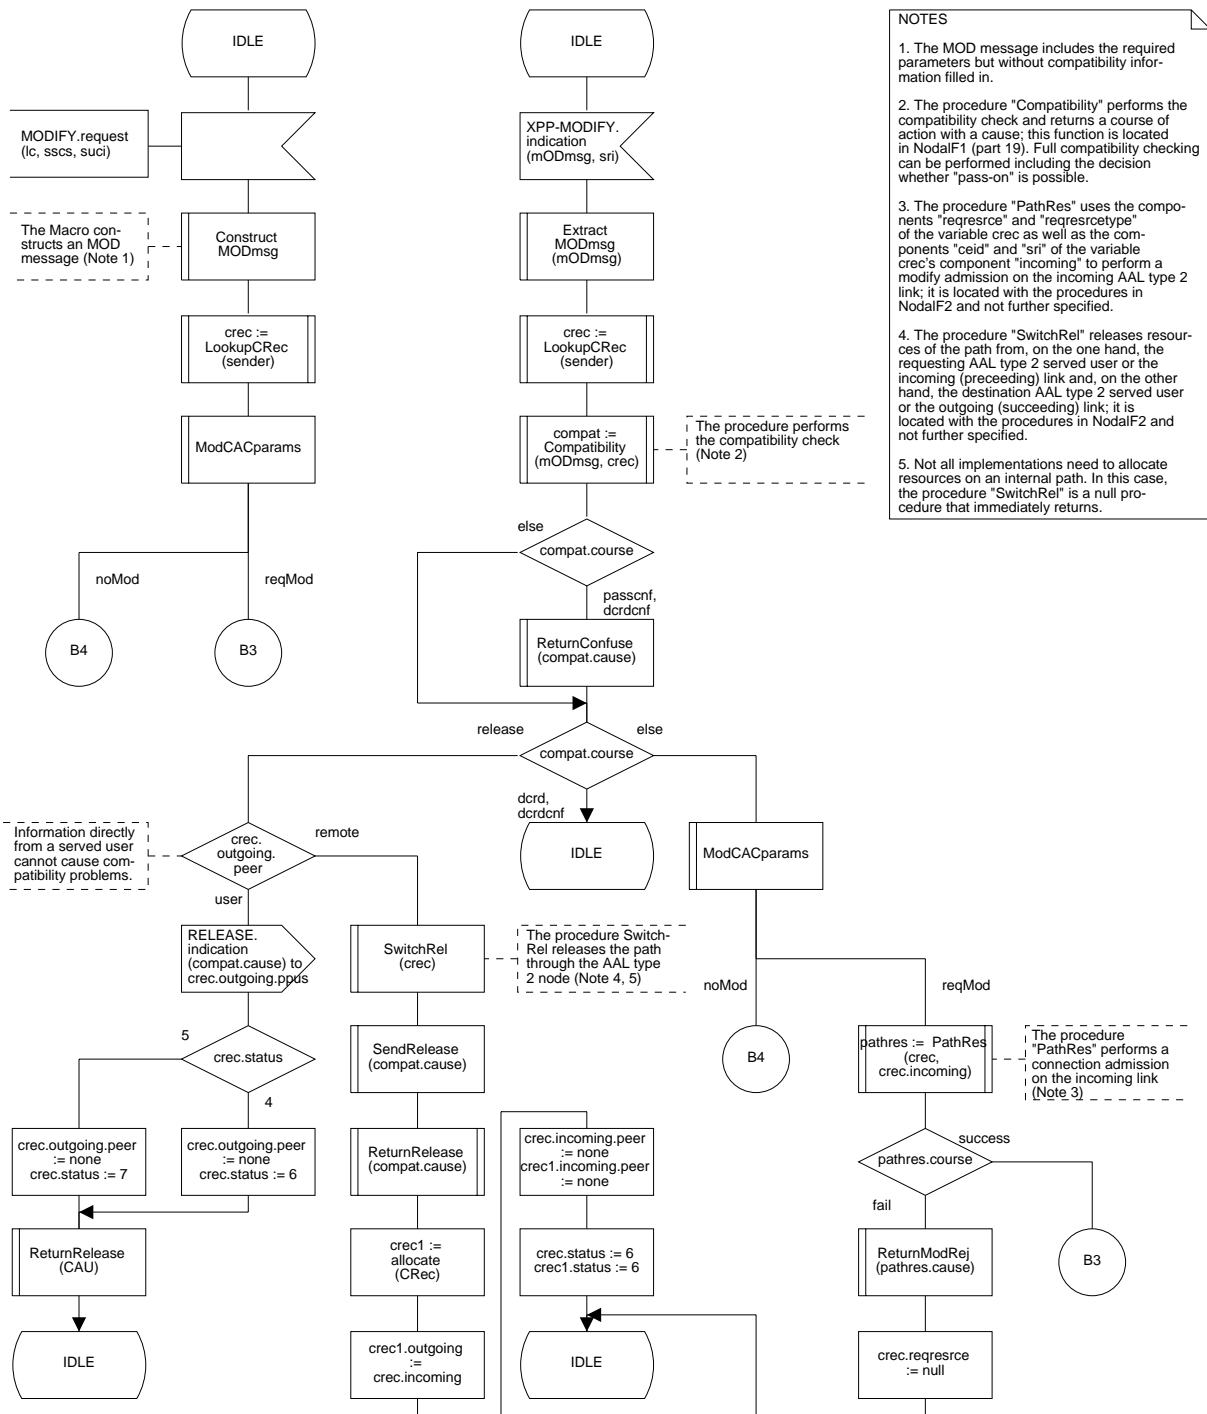 IDLE
MODIFY.request
(lc, sscs, suci)
The Macro con-
structs an MOD
message (Note 1)
Construct
MODmsg
crec :=
LookupCRec
(sender)
ModCACparams
noMod
reqMod
B4
B3
IDLE
XPP-MODIFY.
indication
(mODmsg, sri)
Extract
MODmsg
(mODmsg)
crec :=
LookupCRec
(sender)
compat :=
Compatibility
(mODmsg, crec)
The procedure performs
the compatibility check
(Note 2)
else
compat.course
passcnf,
dcrdcnf
ReturnConfuse
(compat.cause)
release
else
compat.course
dcrd,
dcrdcnf
IDLE
ModCACparams
NOTES
1. The MOD message includes the required
parameters but without compatibility infor-
mation filled in.
2. The procedure "Compatibility" performs the
compatibility check and returns a course of
action with a cause; this function is located
in NodalF1 (part 19). Full compatibility checking
can be performed including the decision
whether "pass-on" is possible.
3. The procedure "PathRes" uses the compo-
nents "reqresrce" and "reqresrcetype"
of the variable crec as well as the com-
ponents "ceid" and "sri" of the variable
crec's component "incoming" to perform a
modify admission on the incoming AAL type 2
link; it is located with the procedures in
NodalF2 and not further specified.
4. The procedure "SwitchRel" releases resour-
ces of the path from, on the one hand, the
requesting AAL type 2 served user or the
incoming (preceeding) link and, on the other
hand, the destination AAL type 2 served user
or the outgoing (succeeding) link; it is
located with the procedures in NodalF2 and
not further specified.
5. Not all implementations need to allocate
resources on an internal path. In this case,
the procedure "SwitchRel" is a null pro-
cedure that immediately returns.
Information directly
from a served user
cannot cause com-
patibility problems.
crec.
outgoing.
peer
remote
user
RELEASE.
indication
(compat.cause) to
crec.outgoing.ppus
5
crec.status
4
crec.outgoing.peer
:= none
crec.status := 7
crec.outgoing.peer
:= none
crec.status := 6
ReturnRelease
(CAU)
IDLE
SwitchRel
(crec)
The procedure Switch-
Rel releases the path
through the AAL type
2 node (Note 4, 5)
SendRelease
(compat.cause)
ReturnRelease
(compat.cause)
crec1 :=
allocate
(CRec)
crec1.outgoing
:=
crec.incoming
crec.incoming.peer
:= none
crec1.incoming.peer
:= none
crec.status := 6
crec1.status := 6
IDLE
noMod
reqMod
B4
pathres := PathRes
(crec,
crec.incoming)
The procedure
"PathRes" performs a
connection admission
on the incoming link
(Note 3)
success
pathres.course
fail
B3
ReturnModRej
(pathres.cause)
crec.reqresrce
:= null